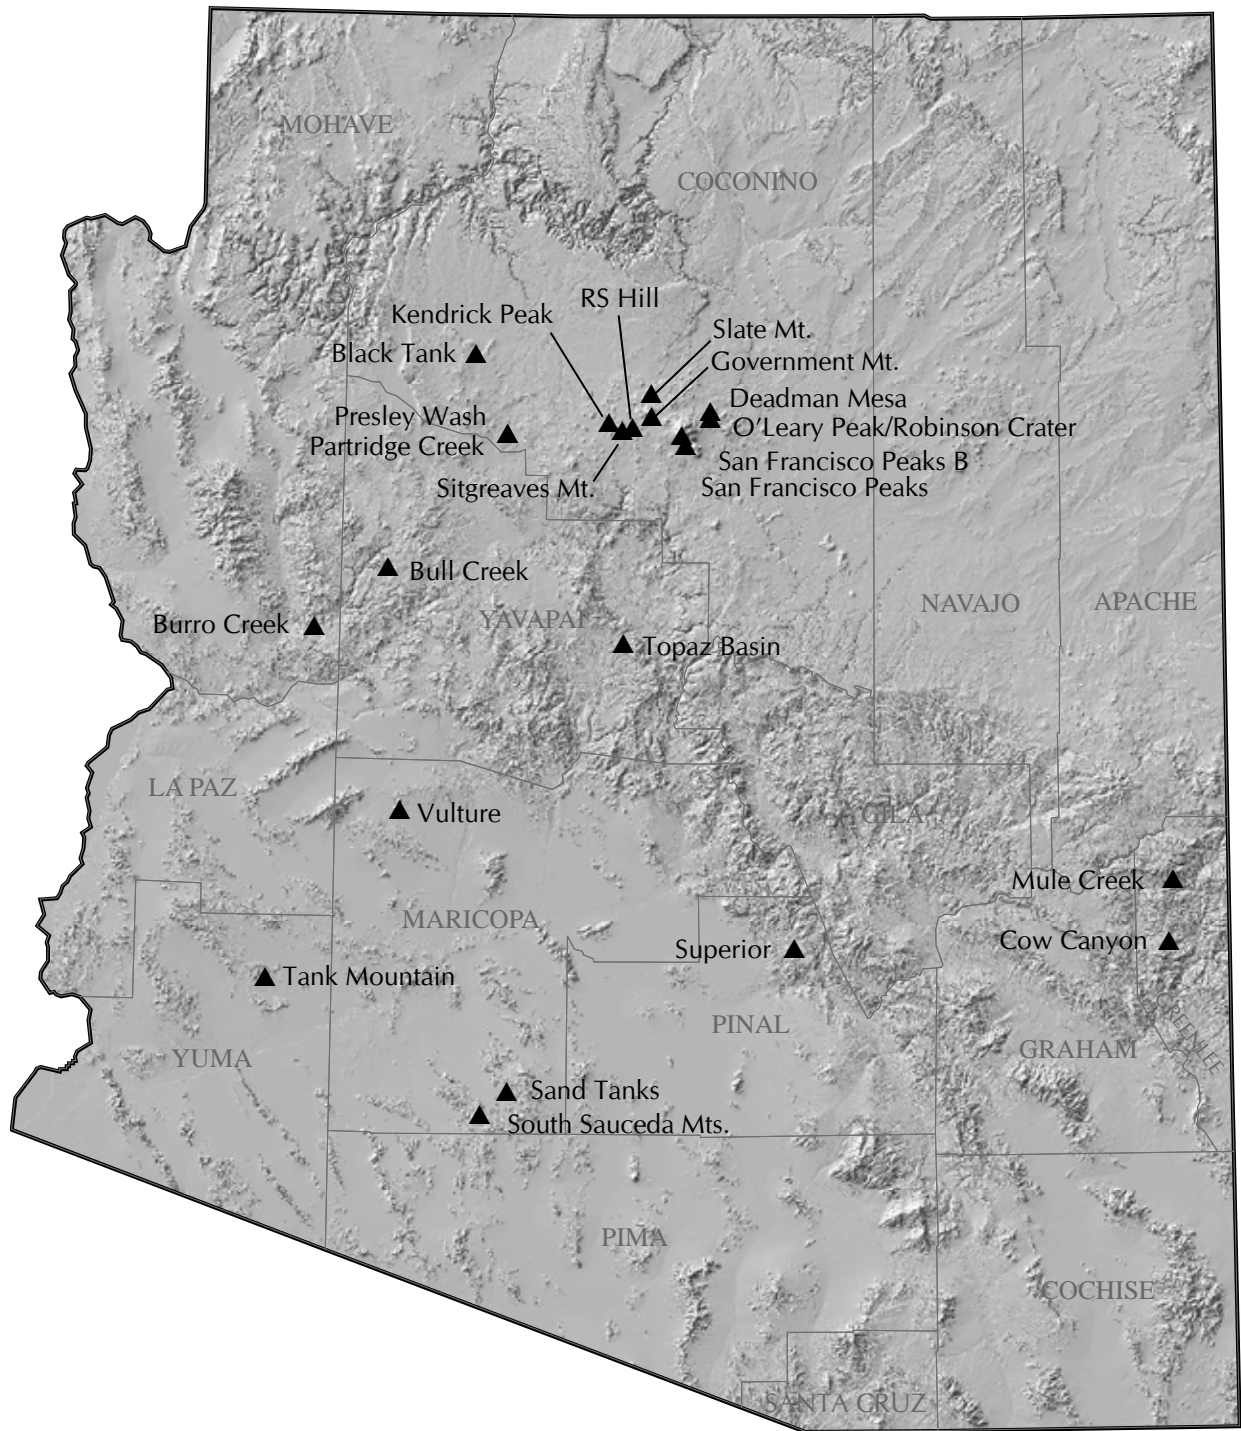 MOHAVE
COCONINO
RS Hill
Kendrick Peak
Slate Mt.
Black Tank
Government Mt.
Deadman Mesa
Presley Wash
O'Leary Peak/Robinson Crater
Partridge Creek
San Francisco Peaks B
Sitgreaves Mt.
San Francisco Peaks
Bull Creek
NAVAJO
APACHE
YAVAPAI
Burro Creek
Topaz Basin
LA PAZ
Vulture
GILA
Mule Creek
MARICOPA
Superior
Cow Canyon
Tank Mountain
PINAL
GREENLEE
YUMA
GRAHAM
Sand Tanks
South Sauceda Mts.
PIMA
COCHISE
SANTA CRUZ